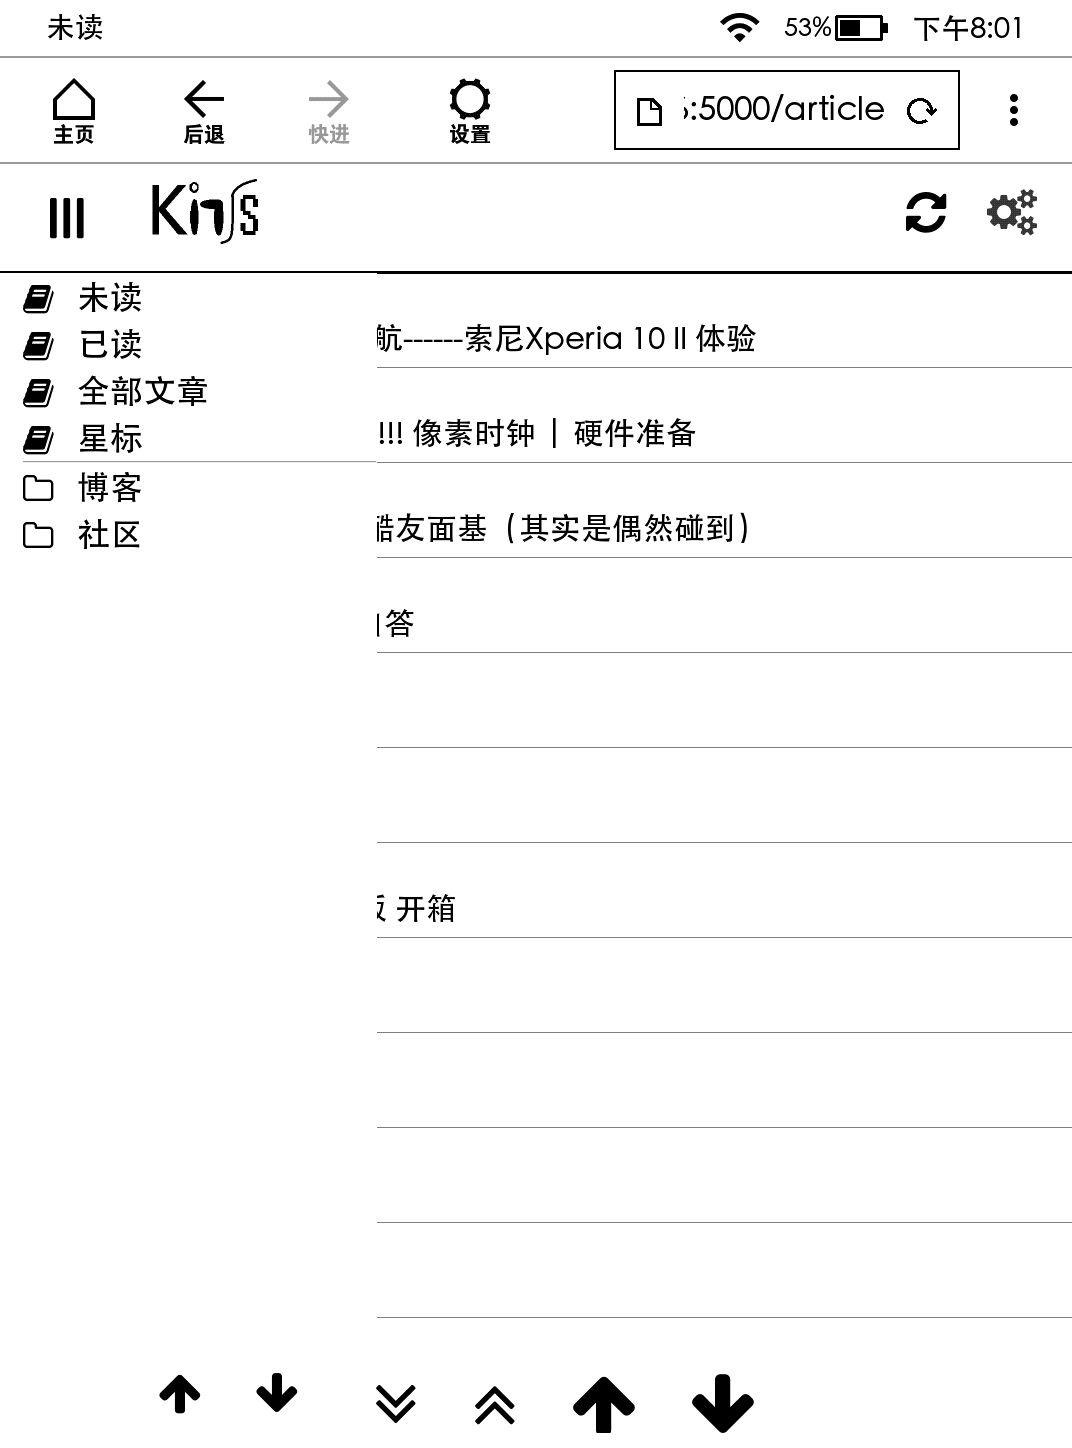 未读
53%
下午8:01
主页
后退
快进
设置
:5000/article
KinS
未读
已读
全部文章
星标
博客
社区
航------索尼Xperia 10 II 体验
!!! 像素时钟 | 硬件准备
酷友面基（其实是偶然碰到）
答
开箱